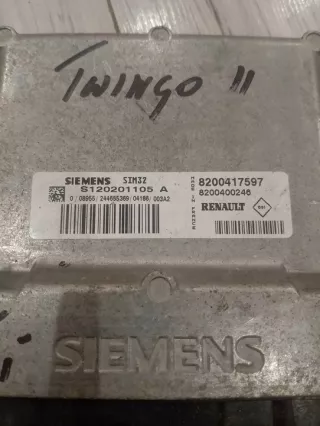 TWINGO II
SIEMENS SIM32
S120201105 A
8200417597
8200400246
RENAULT
SIEMENS